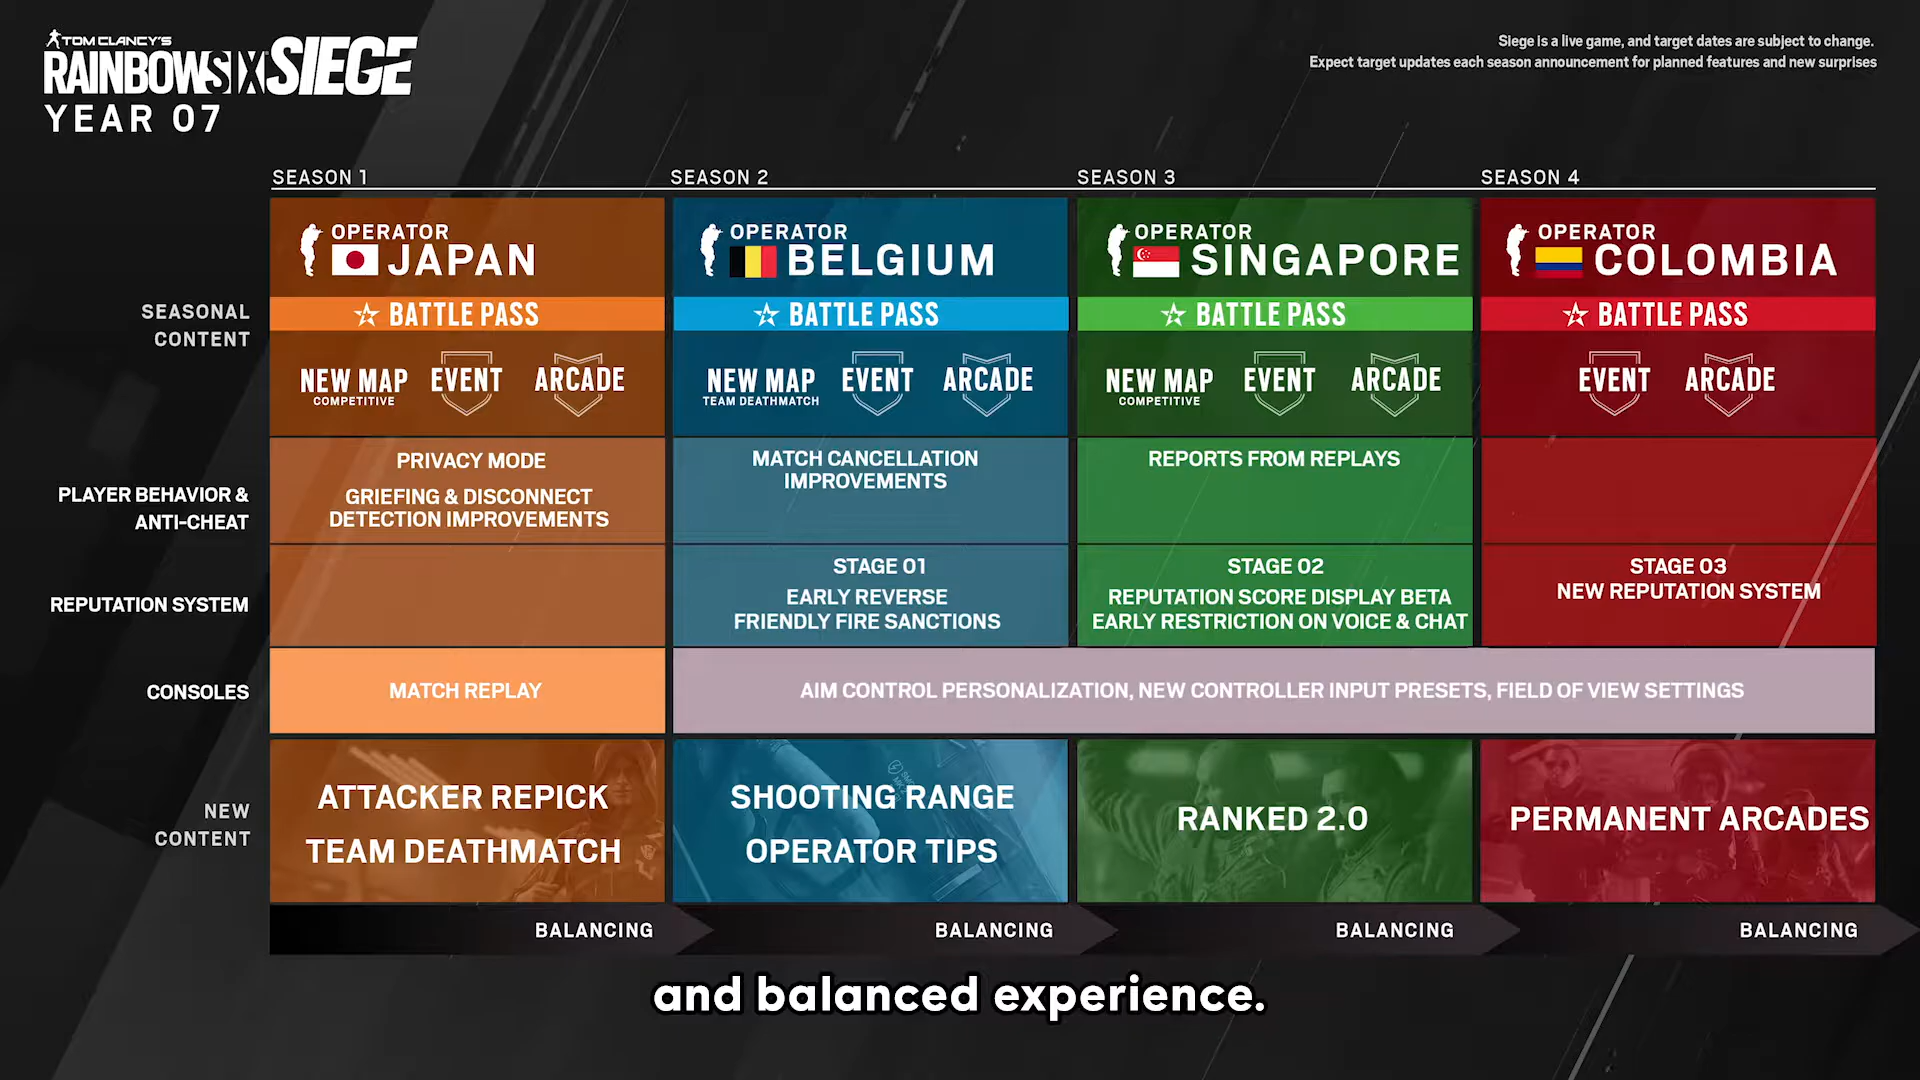 TOM CLANCY'S
RAINBOWSIX SIEGE
YEAR 07
Siege is a live game, and target dates are subject to change.
Expect target updates each season announcement for planned features and new surprises
SEASON 1
SEASON 2
SEASON 3
SEASON 4
SEASONAL
CONTENT
OPERATOR
JAPAN
BATTLE PASS
NEW MAP
COMPETITIVE
EVENT
ARCADE
OPERATOR
BELGIUM
BATTLE PASS
NEW MAP
TEAM DEATHMATCH
EVENT
ARCADE
OPERATOR
SINGAPORE
BATTLE PASS
NEW MAP
COMPETITIVE
EVENT
ARCADE
OPERATOR
COLOMBIA
BATTLE PASS
EVENT
ARCADE
PLAYER BEHAVIOR &
ANTI-CHEAT
PRIVACY MODE
GRIEFING & DISCONNECT
DETECTION IMPROVEMENTS
MATCH CANCELLATION
IMPROVEMENTS
REPORTS FROM REPLAYS
REPUTATION SYSTEM
STAGE 01
EARLY REVERSE
FRIENDLY FIRE SANCTIONS
STAGE 02
REPUTATION SCORE DISPLAY BETA
EARLY RESTRICTION ON VOICE & CHAT
STAGE 03
NEW REPUTATION SYSTEM
CONSOLES
MATCH REPLAY
AIM CONTROL PERSONALIZATION, NEW CONTROLLER INPUT PRESETS, FIELD OF VIEW SETTINGS
NEW
CONTENT
ATTACKER REPICK
TEAM DEATHMATCH
SHOOTING RANGE
OPERATOR TIPS
RANKED 2.0
PERMANENT ARCADES
BALANCING
BALANCING
BALANCING
BALANCING
and balanced experience.